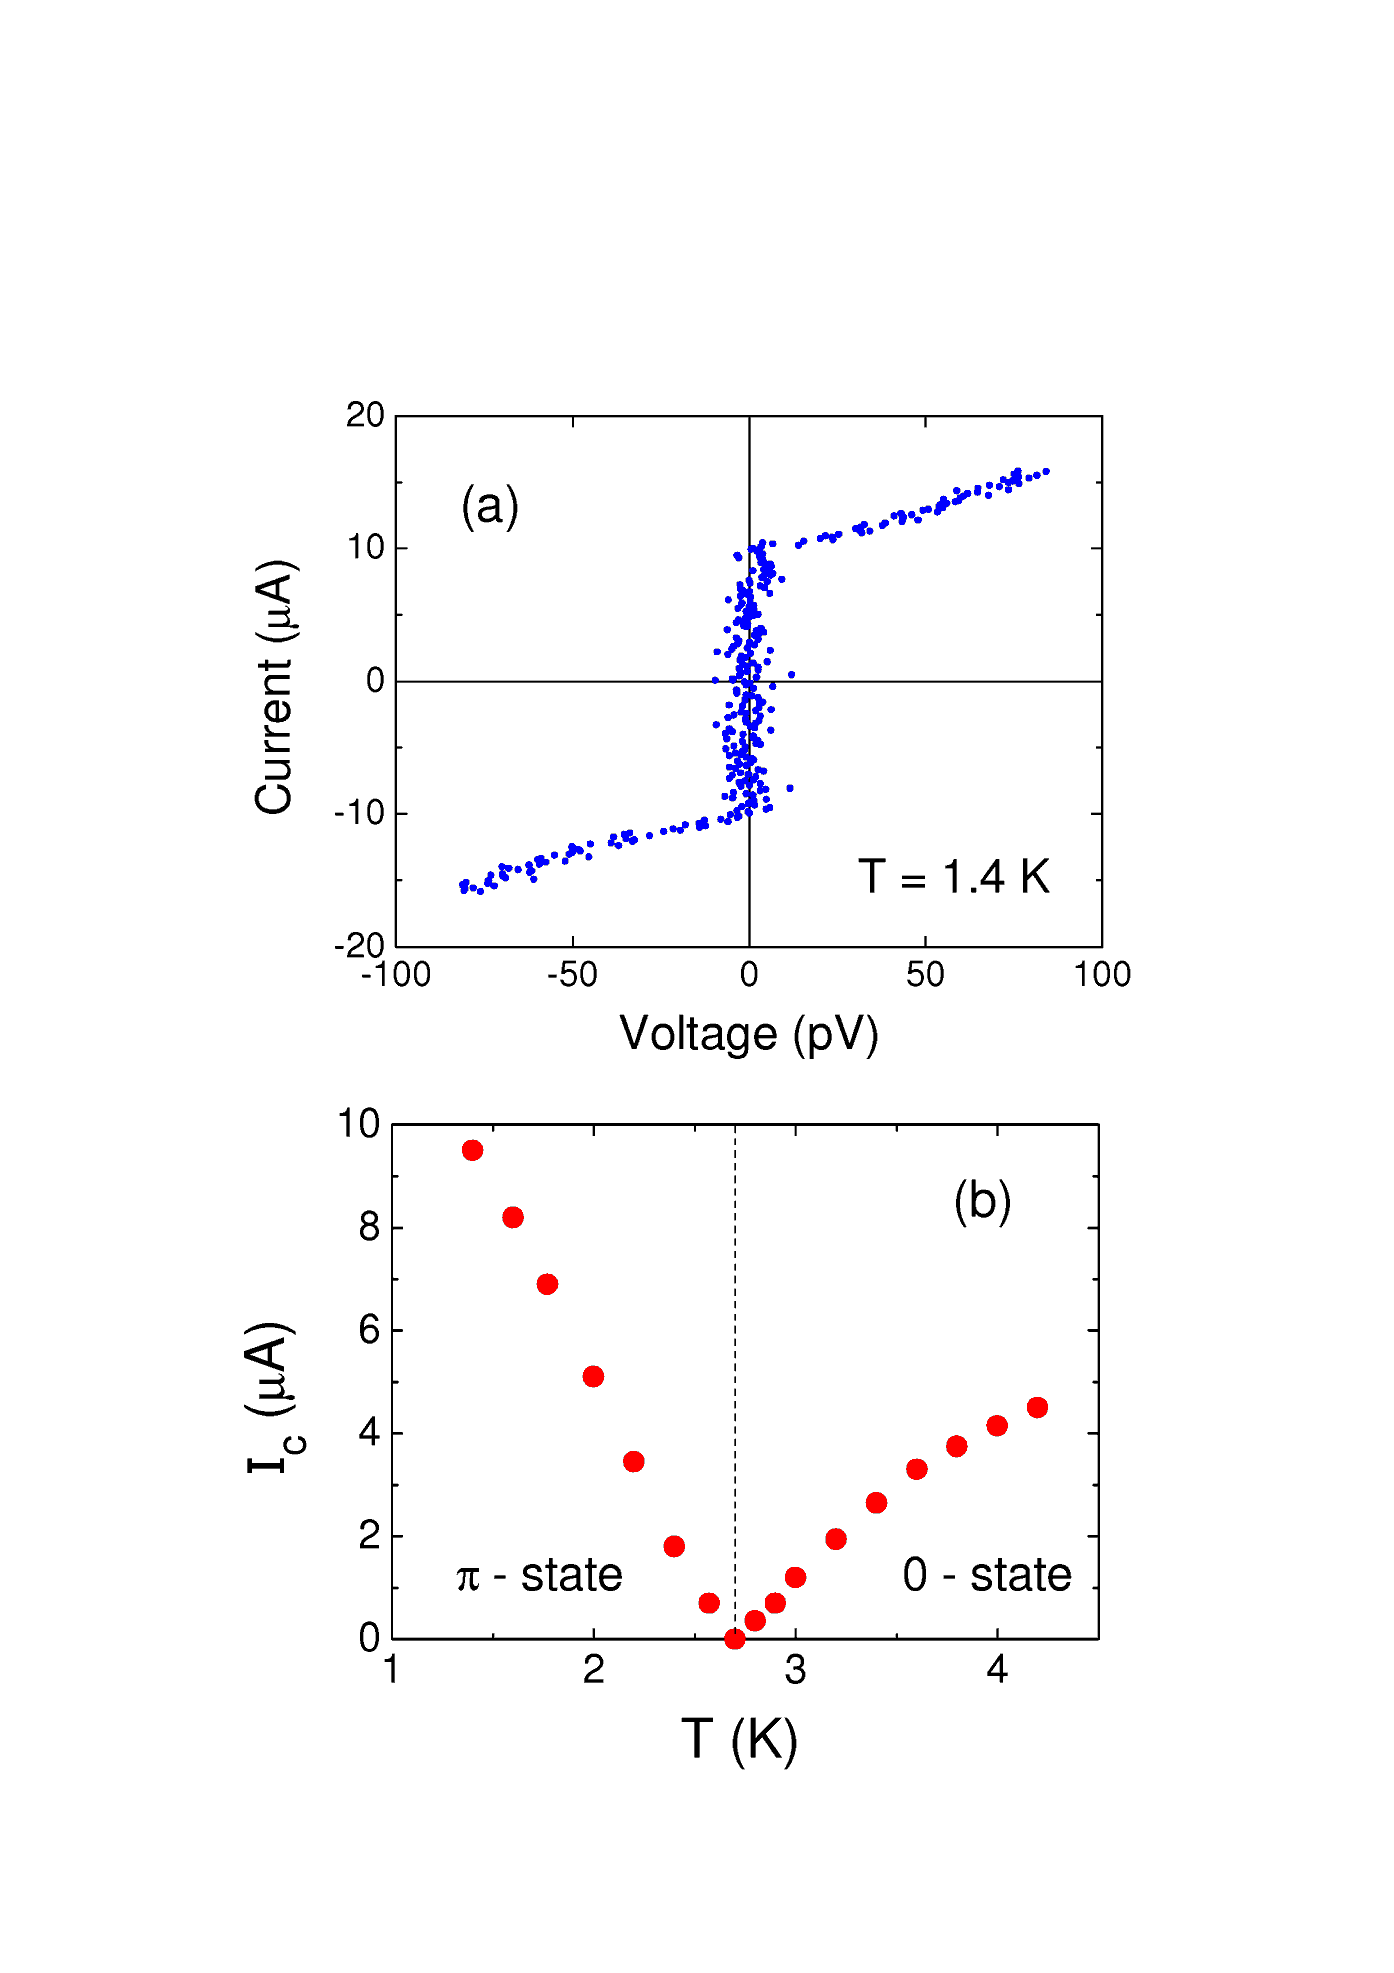 20
10
0
-10
-20
Current (μA)
(a)
T = 1.4 K
-100 -50 0 50 100
Voltage (pV)
10
8
6
4
2
0
I_C (μA)
(b)
π - state
0 - state
1 2 3 4
T (K)